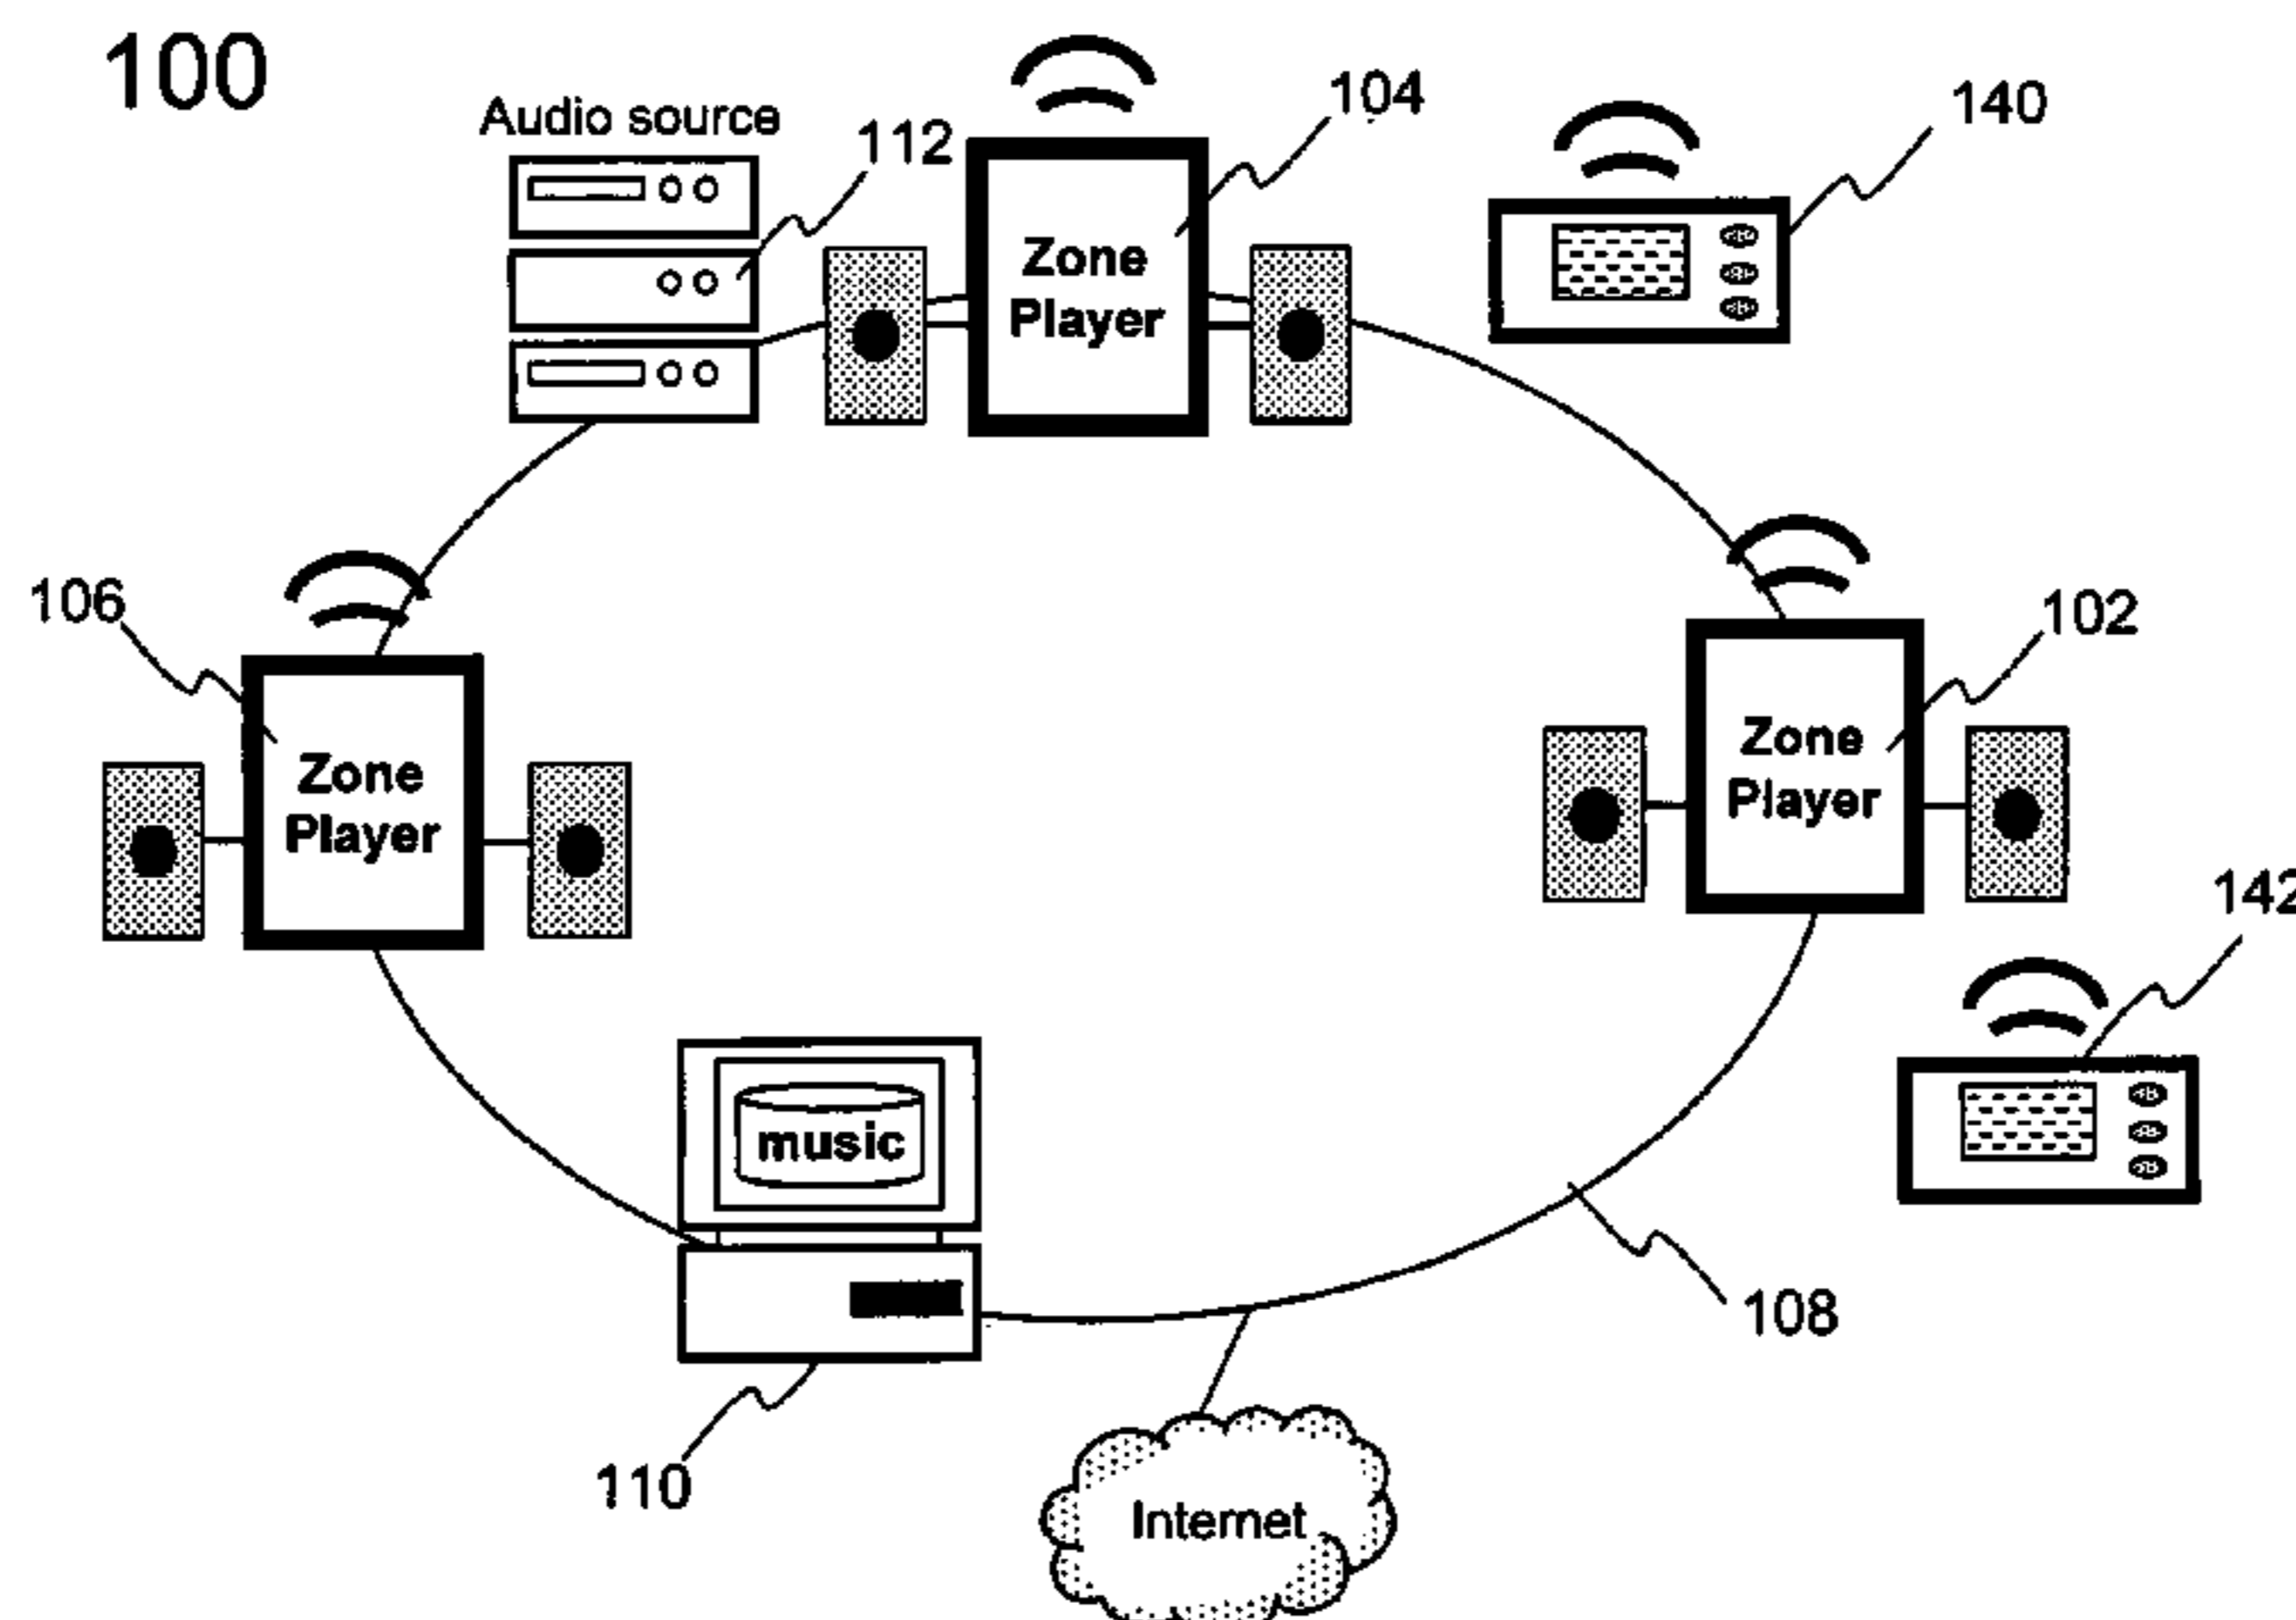 100
Audio source
112
104
140
Zone
Player
106
102
Zone
Player
Zone
Player
142
music
108
110
Internet